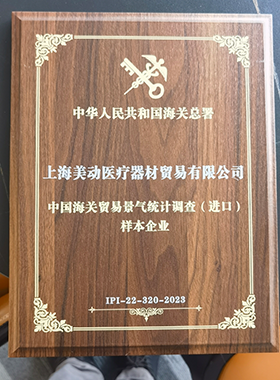 中华人民共和国海关总署
上海美动医疗器材贸易有限公司
中国海关贸易景气统计调查（进口）
样本企业
IPI-22-320-2023